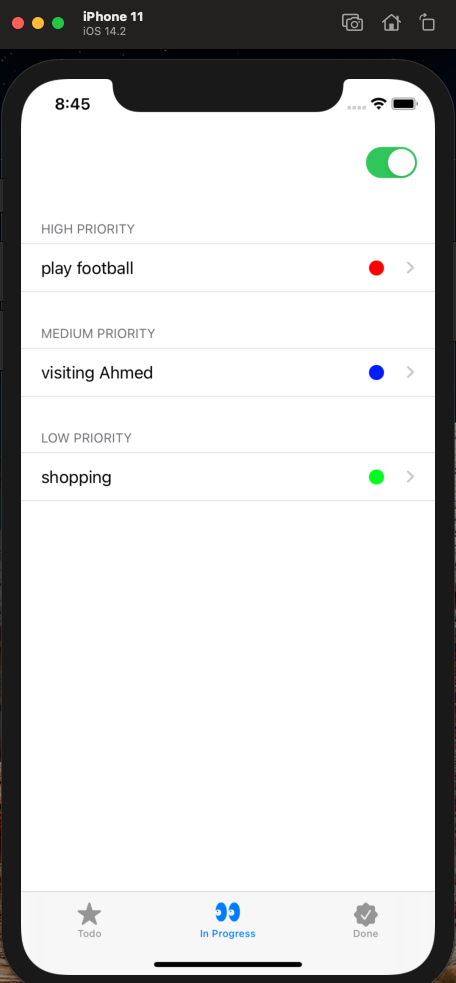 iPhone 11
iOS 14.2
8:45
HIGH PRIORITY
play football
MEDIUM PRIORITY
visiting Ahmed
LOW PRIORITY
shopping
Todo
In Progress
Done